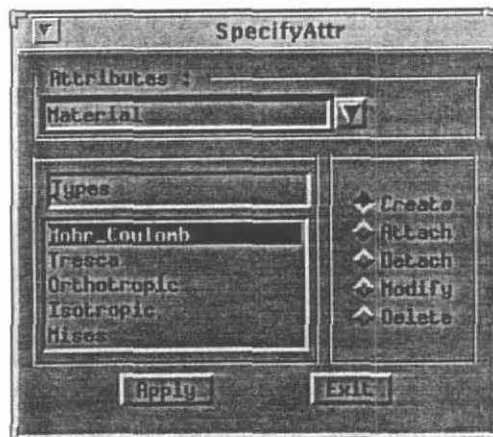 SpecifyAttr
Attributes :
Material
Types
Mohr_Coulomb
Tresca
Orthotropic
Isotropic
Mises
Create
Attach
Detach
Modify
Delete
Apply
Exit